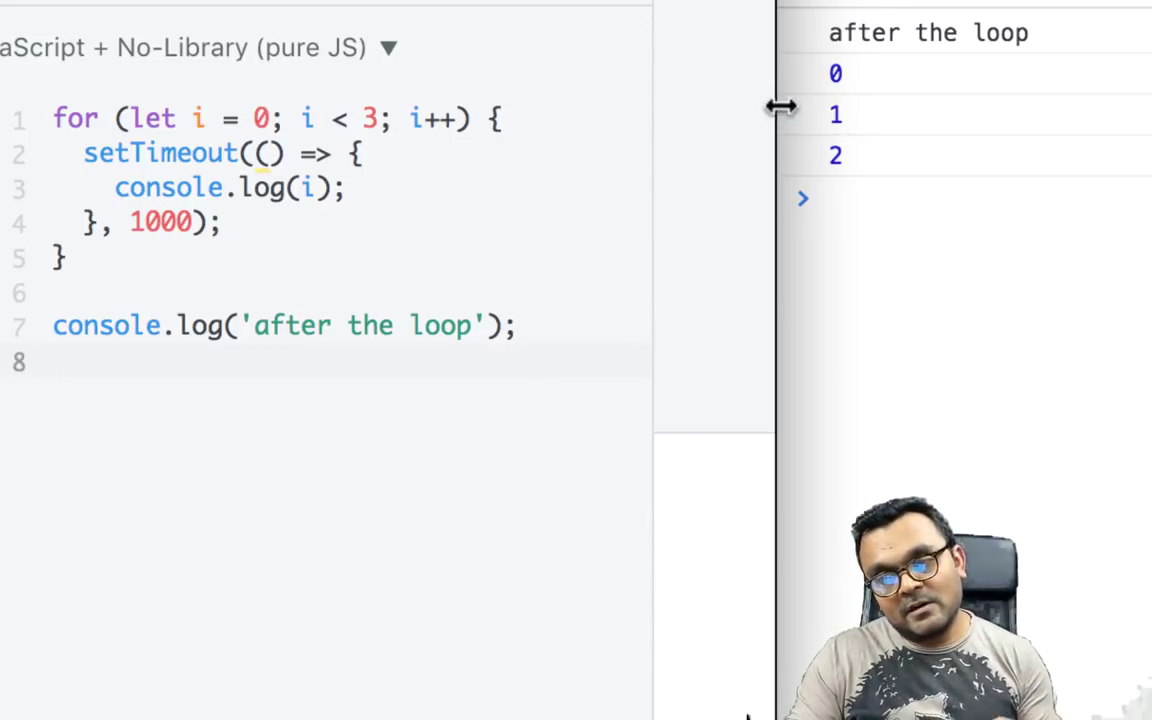 aScript + No-Library (pure JS) ▼
1 for (let i = 0; i < 3; i++) {
2 setTimeout(() => {
3 console.log(i);
4 }, 1000);
5 }
6
7 console.log('after the loop');
8
after the loop
0
1
2
>